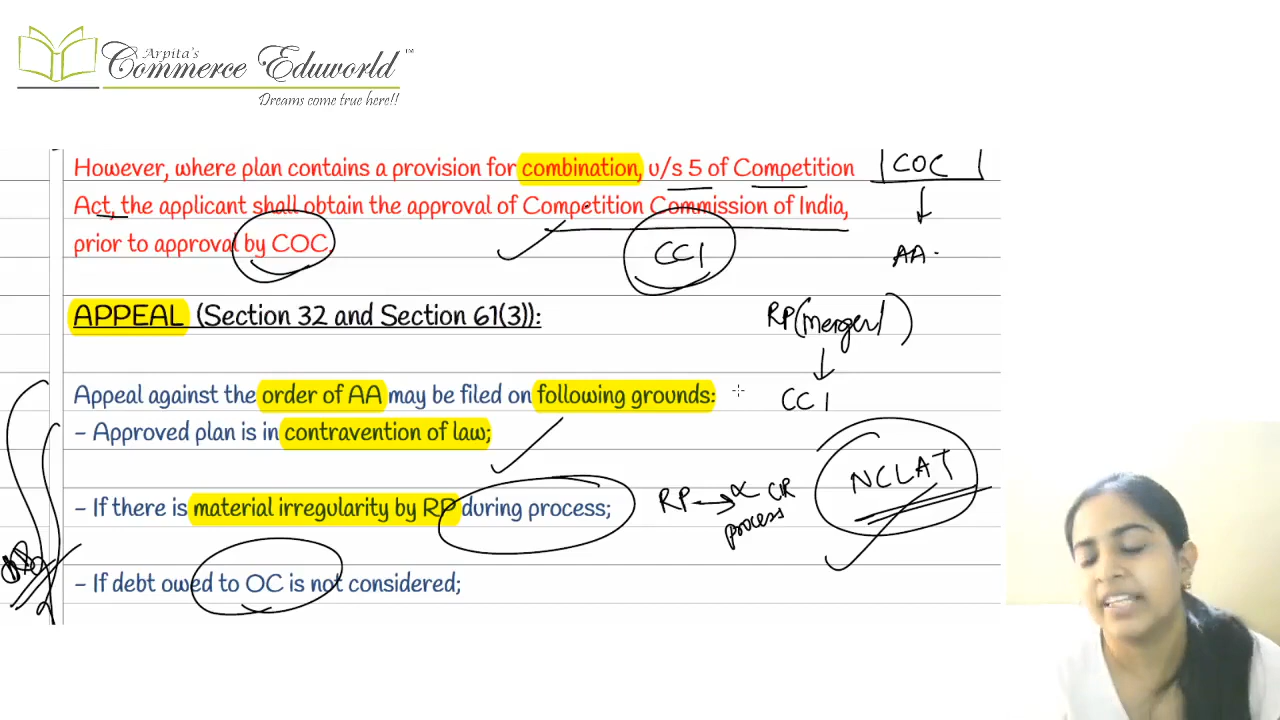 Arpita's
Commerce Eduworld™
Dreams come true here!!
However, where plan contains a provision for combination, u/s 5 of Competition
Act, the applicant shall obtain the approval of Competition Commission of India,
prior to approval by COC.
CCI
COC
AA
APPEAL (Section 32 and Section 61(3)):
RP (merger)
CCI
Appeal against the order of AA may be filed on following grounds:
- Approved plan is in contravention of law;
NCLAT
- If there is material irregularity by RP during process;
RP → CIR
process
- If debt owed to OC is not considered;